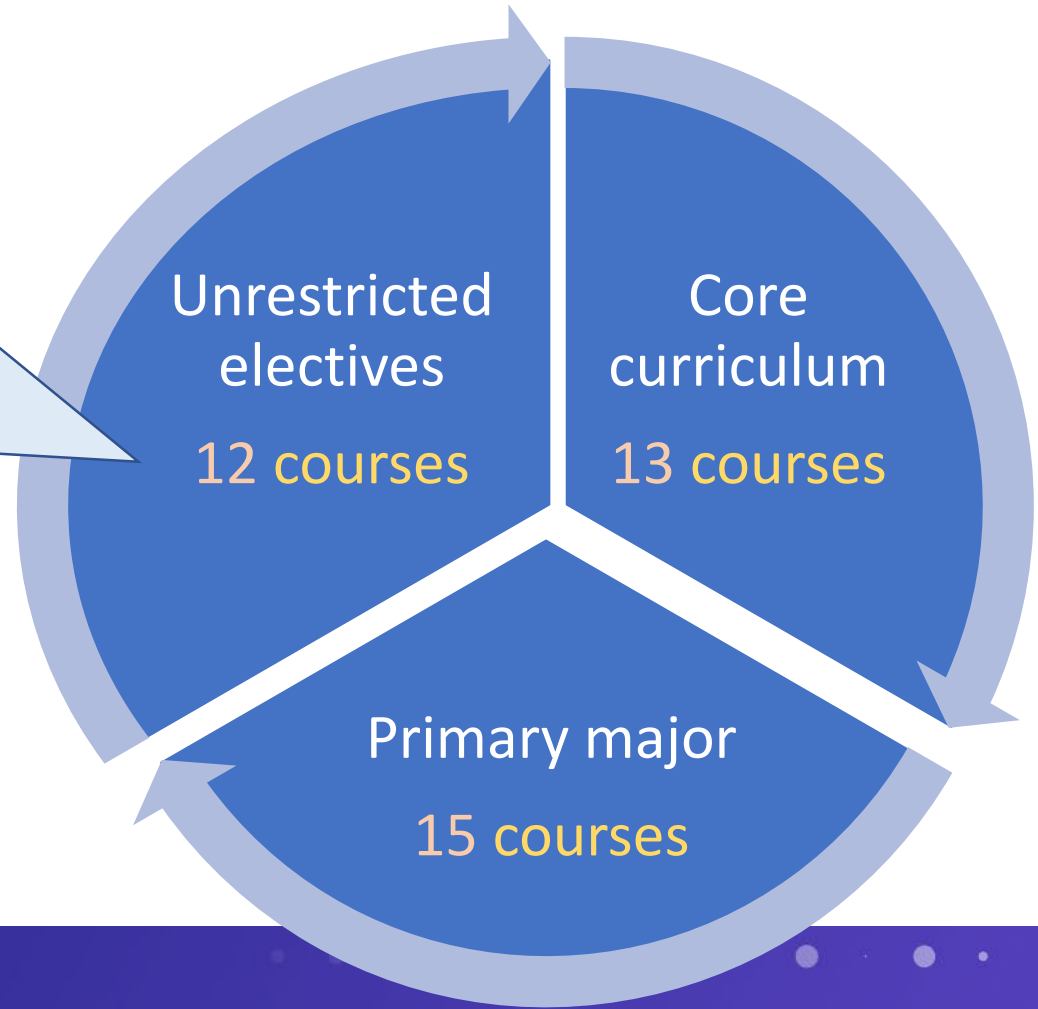 Unrestricted
electives
12 courses
Core
curriculum
13 courses
Primary major
15 courses